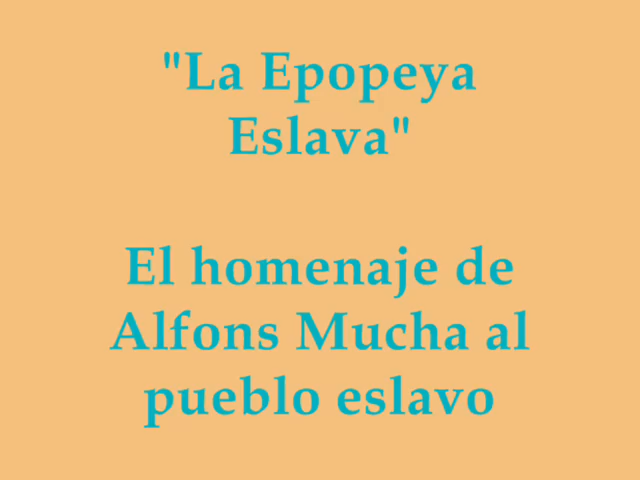 "La Epopeya
Eslava"
El homenaje de
Alfons Mucha al
pueblo eslavo